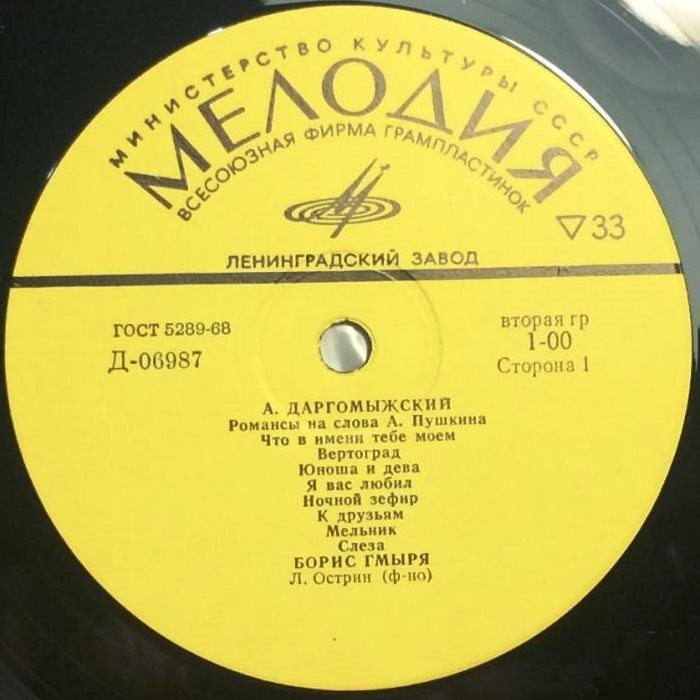 МИНИСТЕРСТВО КУЛЬТУРЫ СССР
МЕЛОДИЯ
ВСЕСОЮЗНАЯ ФИРМА ГРАМПЛАСТИНОК
▽33
ЛЕНИНГРАДСКИЙ ЗАВОД
ГОСТ 5289-68
Д-06987
вторая гр
1-00
Сторона 1
А. ДАРГОМЫЖСКИЙ
Романсы на слова А. Пушкина
Что в имени тебе моем
Вертоград
Юноша и дева
Я вас любил
Ночной зефир
К друзьям
Мельник
Слеза
БОРИС ГМЫРЯ
Л. Острин (ф-но)